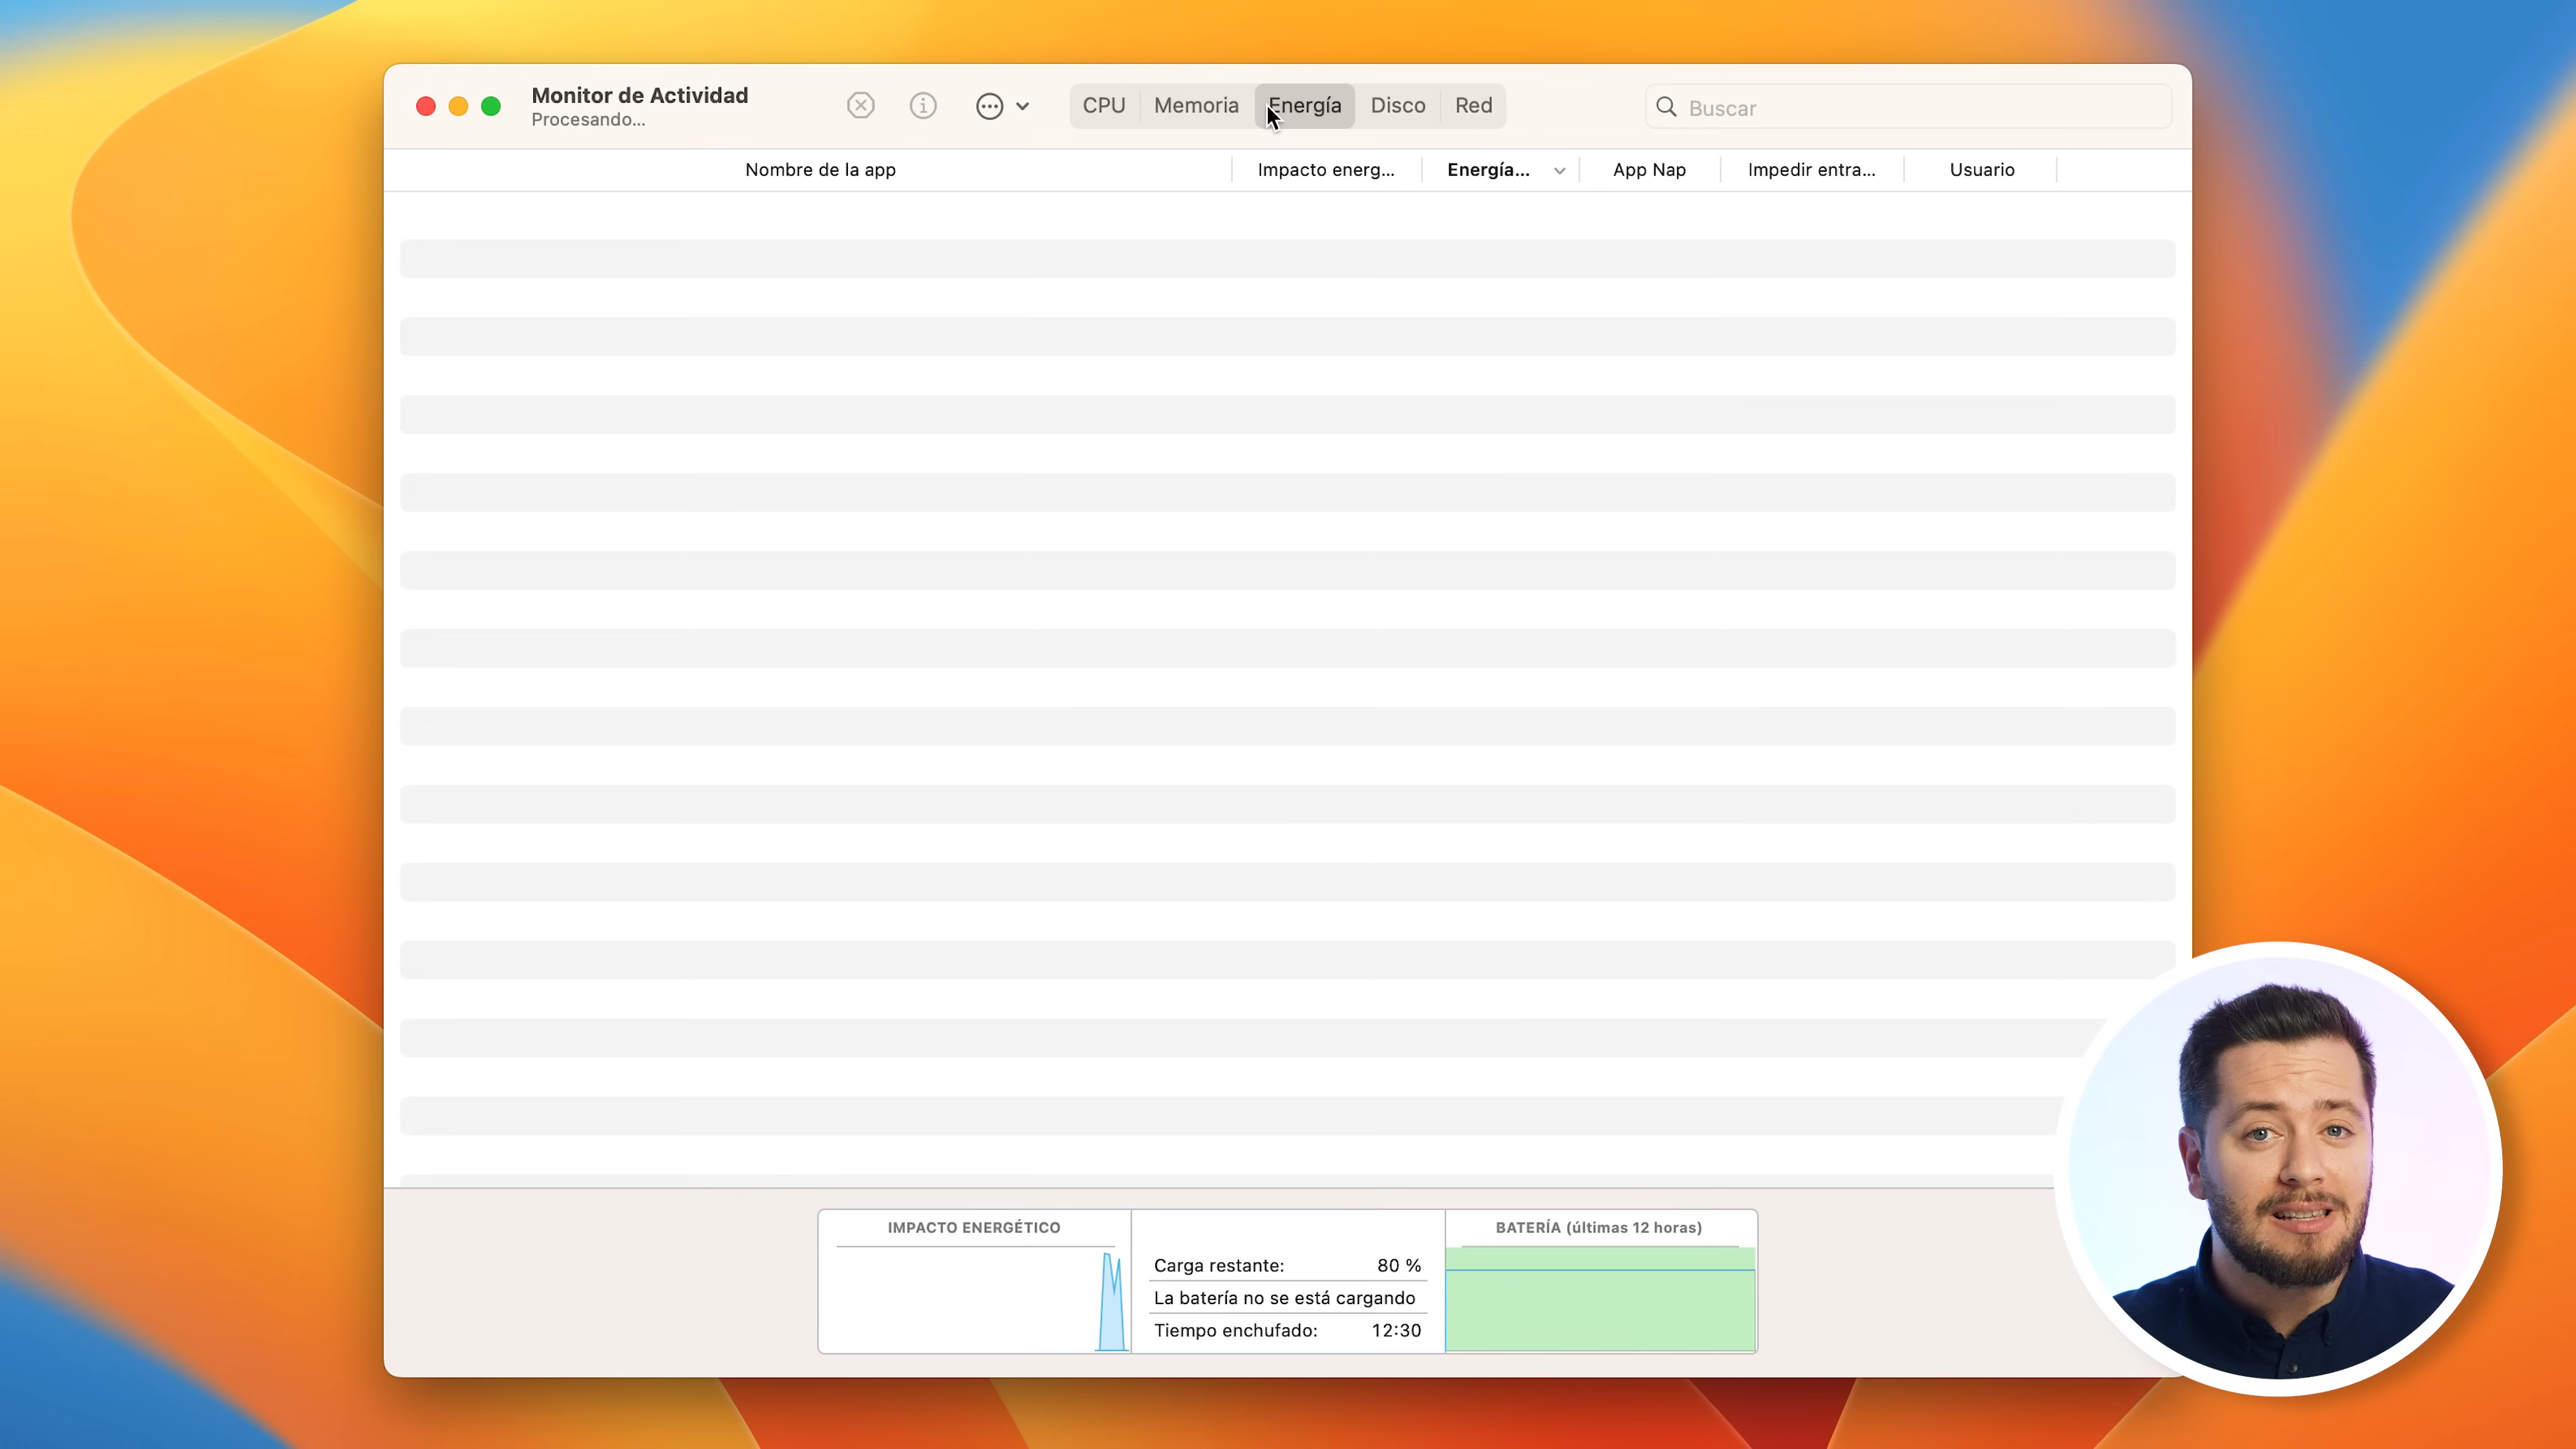 Monitor de Actividad
Procesando...
CPU Memoria Energía Disco Red
Buscar
Nombre de la app Impacto energ... Energía... App Nap Impedir entra... Usuario
IMPACTO ENERGÉTICO
Carga restante: 80 %
La batería no se está cargando
Tiempo enchufado: 12:30
BATERÍA (últimas 12 horas)